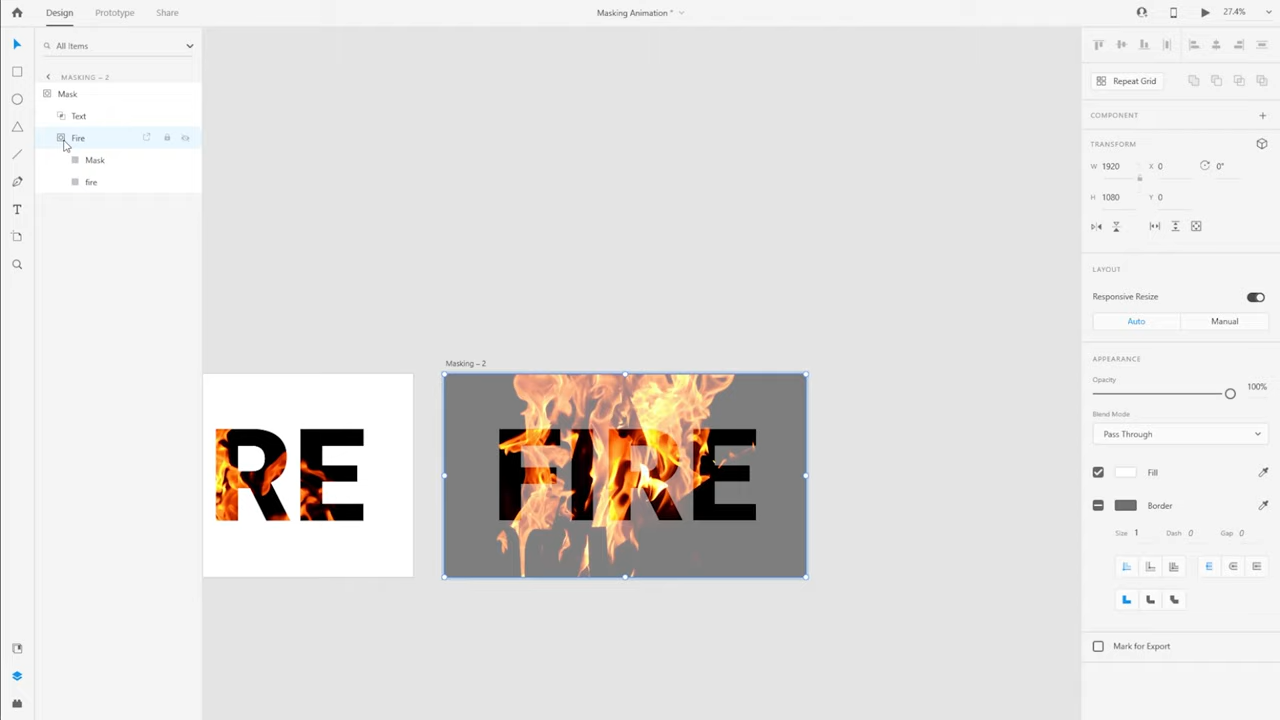 Design Prototype Share Masking Animation * 27.4%
All Items
MASKING – 2
Mask
Text
Fire
Mask
fire
RE
Masking – 2
FIRE
Repeat Grid
COMPONENT
TRANSFORM
W 1920 X 0 0°
H 1080 Y 0
LAYOUT
Responsive Resize
Auto Manual
APPEARANCE
Opacity
100%
Blend Mode
Pass Through
Fill
Border
Size 1 Dash 0 Gap 0
Mark for Export